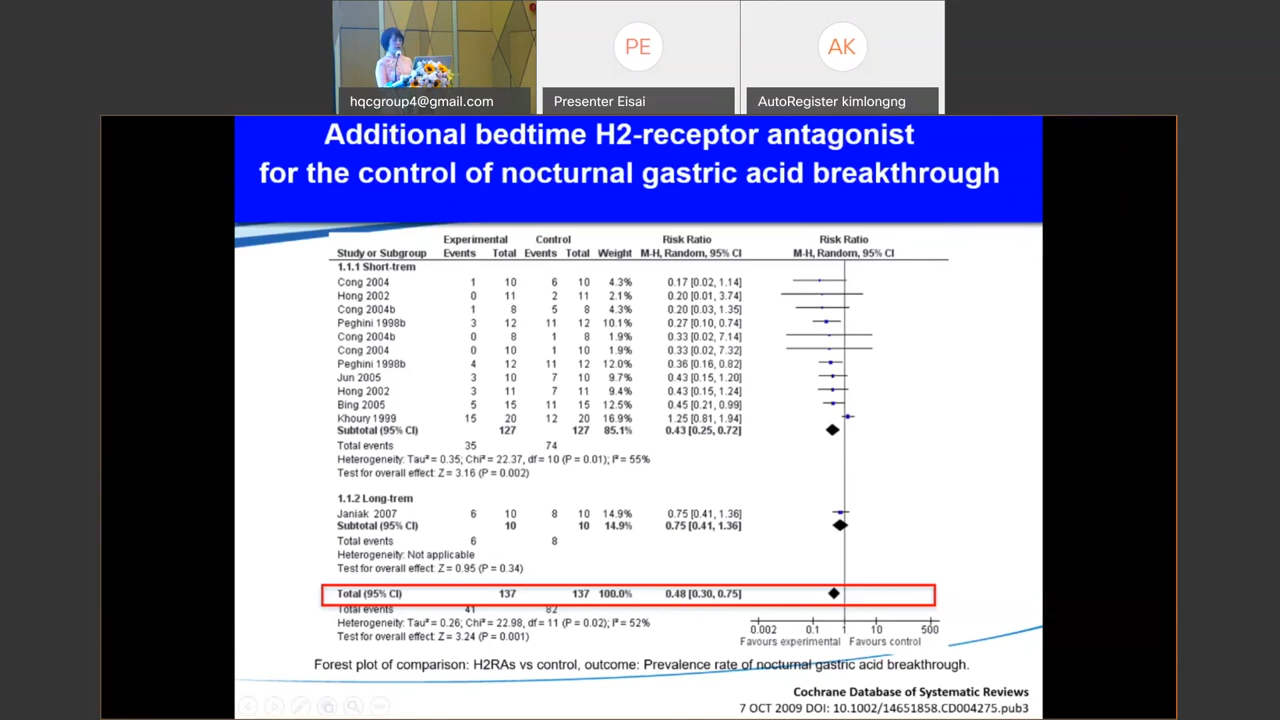 PE
AK
hqcgroup4@gmail.com
Presenter Eisai
AutoRegister kimlongng
Additional bedtime H2-receptor antagonist
for the control of nocturnal gastric acid breakthrough
Experimental Control Risk Ratio Risk Ratio
Study or Subgroup Events Total Events Total Weight M-H, Random, 95% CI M-H, Random, 95% CI
1.1.1 Short-trem
Cong 2004 1 10 6 10 4.3% 0.17 [0.02, 1.14]
Hong 2002 0 11 2 11 2.1% 0.20 [0.01, 3.74]
Cong 2004b 1 8 5 8 4.3% 0.20 [0.03, 1.35]
Peghini 1998b 3 12 11 12 10.1% 0.27 [0.10, 0.74]
Cong 2004b 0 8 1 8 1.9% 0.33 [0.02, 7.14]
Cong 2004 0 10 1 10 1.9% 0.33 [0.02, 7.32]
Peghini 1998b 4 12 11 12 12.0% 0.36 [0.16, 0.82]
Jun 2005 3 10 7 10 9.7% 0.43 [0.15, 1.20]
Hong 2002 3 11 7 11 9.4% 0.43 [0.15, 1.24]
Bing 2005 5 15 11 15 12.5% 0.45 [0.21, 0.99]
Khoury 1999 15 20 12 20 16.9% 1.25 [0.81, 1.94]
Subtotal (95% CI) 127 127 85.1% 0.43 [0.25, 0.72]
Total events 35 74
Heterogeneity: Tau² = 0.35; Chi² = 22.37, df = 10 (P = 0.01); I² = 55%
Test for overall effect: Z = 3.16 (P = 0.002)
1.1.2 Long-trem
Janiak 2007 6 10 8 10 14.9% 0.75 [0.41, 1.36]
Subtotal (95% CI) 10 10 14.9% 0.75 [0.41, 1.36]
Total events 6 8
Heterogeneity: Not applicable
Test for overall effect: Z = 0.95 (P = 0.34)
Total (95% CI) 137 137 100.0% 0.48 [0.30, 0.75]
Total events 41 82
Heterogeneity: Tau² = 0.26; Chi² = 22.98, df = 11 (P = 0.02); I² = 52%
Test for overall effect: Z = 3.24 (P = 0.001)
0.002 0.1 1 10 500
Favours experimental Favours control
Forest plot of comparison: H2RAs vs control, outcome: Prevalence rate of nocturnal gastric acid breakthrough.
Cochrane Database of Systematic Reviews
7 OCT 2009 DOI: 10.1002/14651858.CD004275.pub3